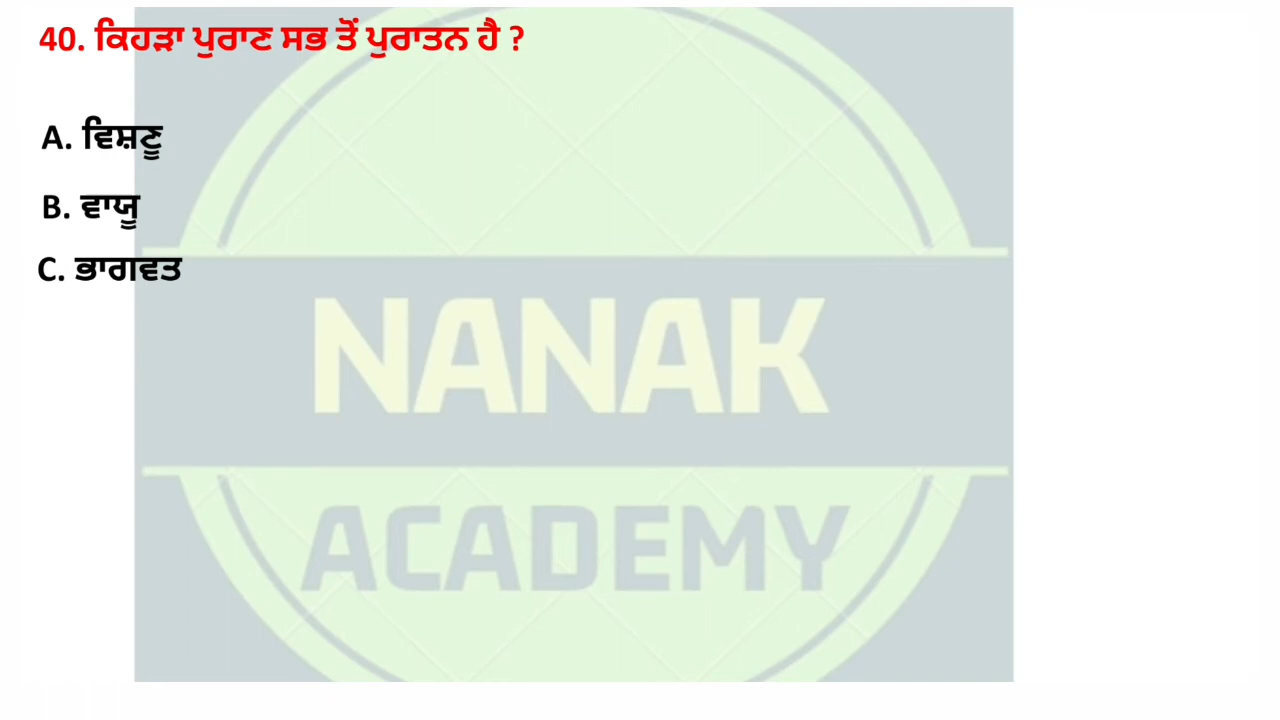 40. ਕਿਹੜਾ ਪੁਰਾਣ ਸਭ ਤੋਂ ਪੁਰਾਤਨ ਹੈ ?
A. ਵਿਸ਼ਣੂ
B. ਵਾਯੂ
C. ਭਾਗਵਤ
NANAK
ACADEMY